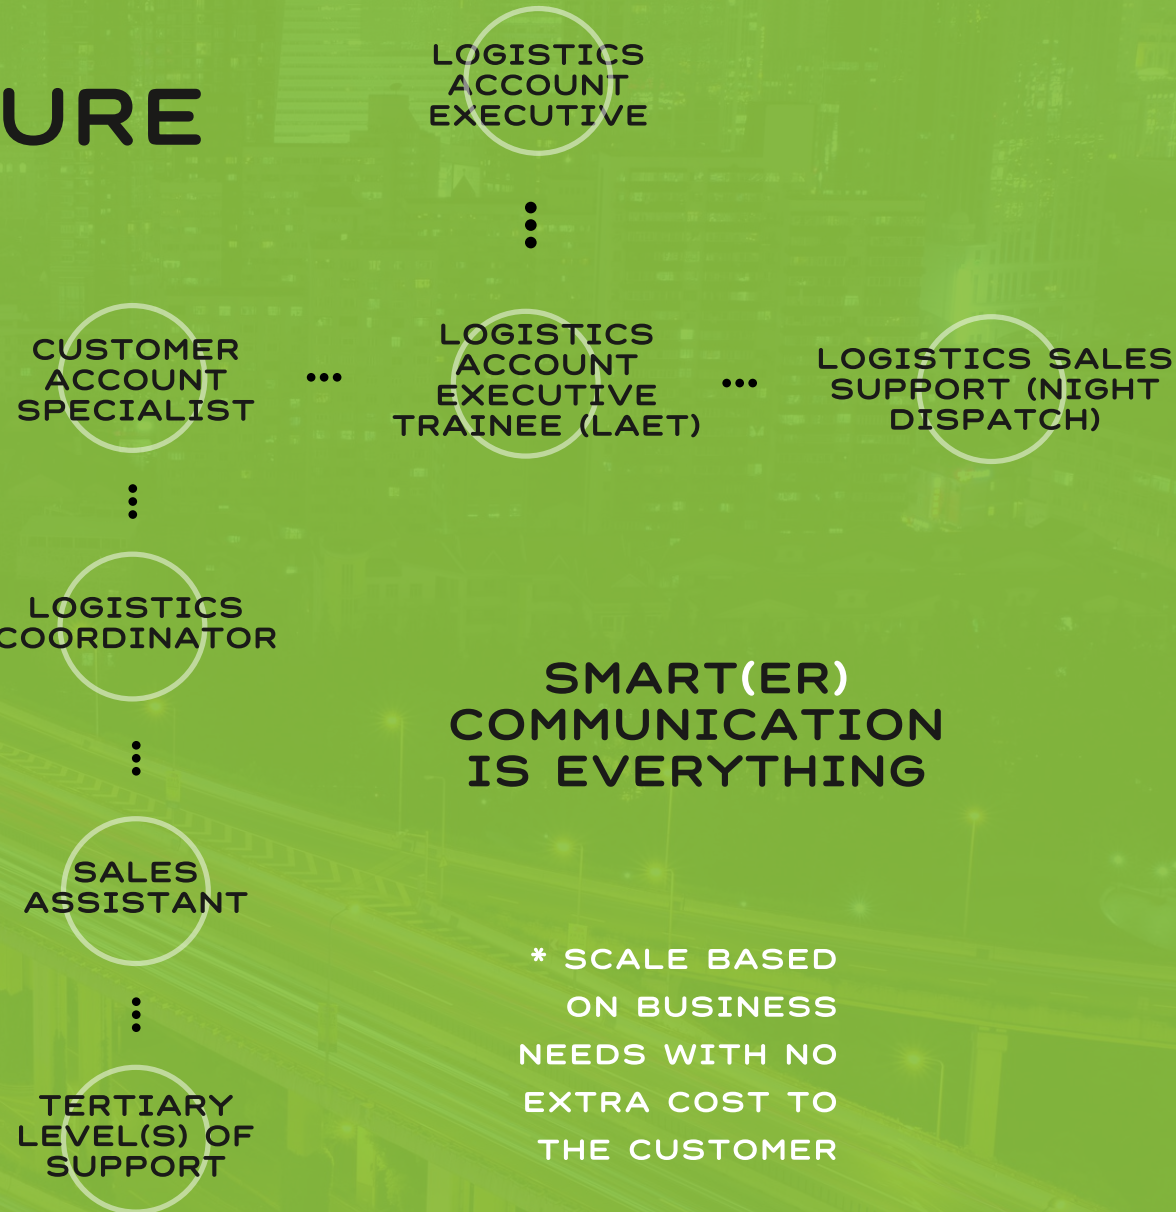 URE
LOGISTICS
ACCOUNT
EXECUTIVE
CUSTOMER
ACCOUNT
SPECIALIST
LOGISTICS
ACCOUNT
EXECUTIVE
TRAINEE (LAET)
LOGISTICS SALES
SUPPORT (NIGHT
DISPATCH)
LOGISTICS
COORDINATOR
SMART(ER)
COMMUNICATION
IS EVERYTHING
SALES
ASSISTANT
* SCALE BASED
ON BUSINESS
NEEDS WITH NO
EXTRA COST TO
THE CUSTOMER
TERTIARY
LEVEL(S) OF
SUPPORT